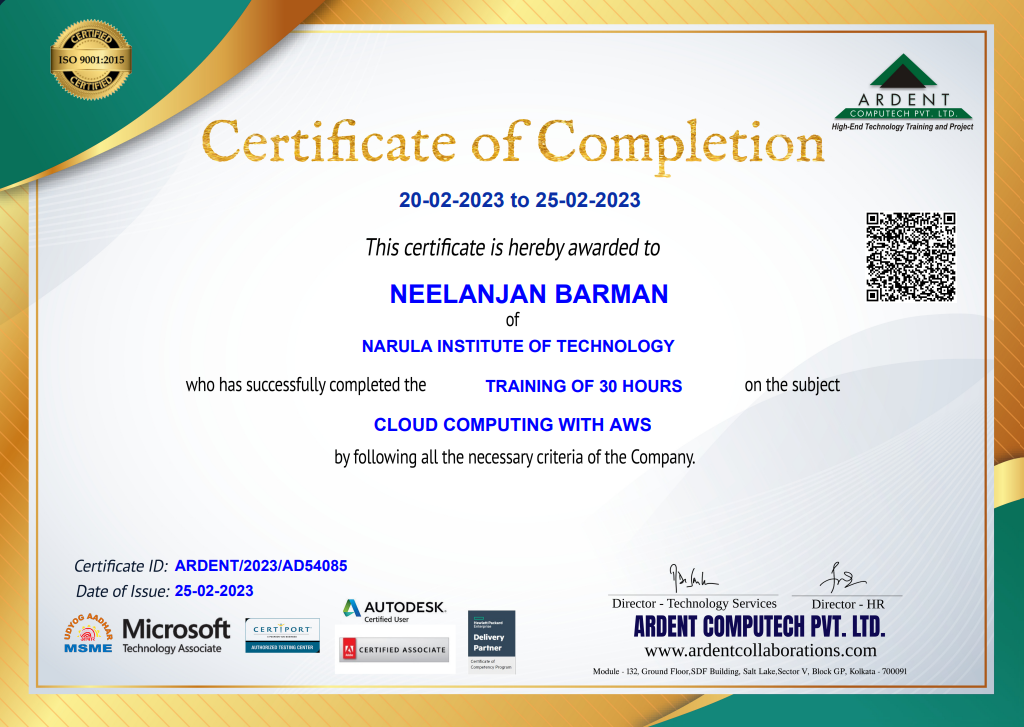 CERTIFIED
ISO 9001:2015
CERTIFIED
ARDENT
COMPUTECH PVT. LTD.
High-End Technology Training and Project
Certificate of Completion
20-02-2023 to 25-02-2023
This certificate is hereby awarded to
NEELANJAN BARMAN
of
NARULA INSTITUTE OF TECHNOLOGY
who has successfully completed the TRAINING OF 30 HOURS on the subject
CLOUD COMPUTING WITH AWS
by following all the necessary criteria of the Company.
Certificate ID: ARDENT/2023/AD54085
Date of Issue: 25-02-2023
UDYOG AADHAR
MSME
Microsoft
Technology Associate
CERTIPORT
AUTHORIZED TESTING CENTER
AUTODESK.
Certified User
CERTIFIED ASSOCIATE
Hewlett Packard
Enterprise
Delivery
Partner
Certificate of
Competency Program
Director - Technology Services
Director - HR
ARDENT COMPUTECH PVT. LTD.
www.ardentcollaborations.com
Module - 132, Ground Floor,SDF Building, Salt Lake,Sector V, Block GP, Kolkata - 700091